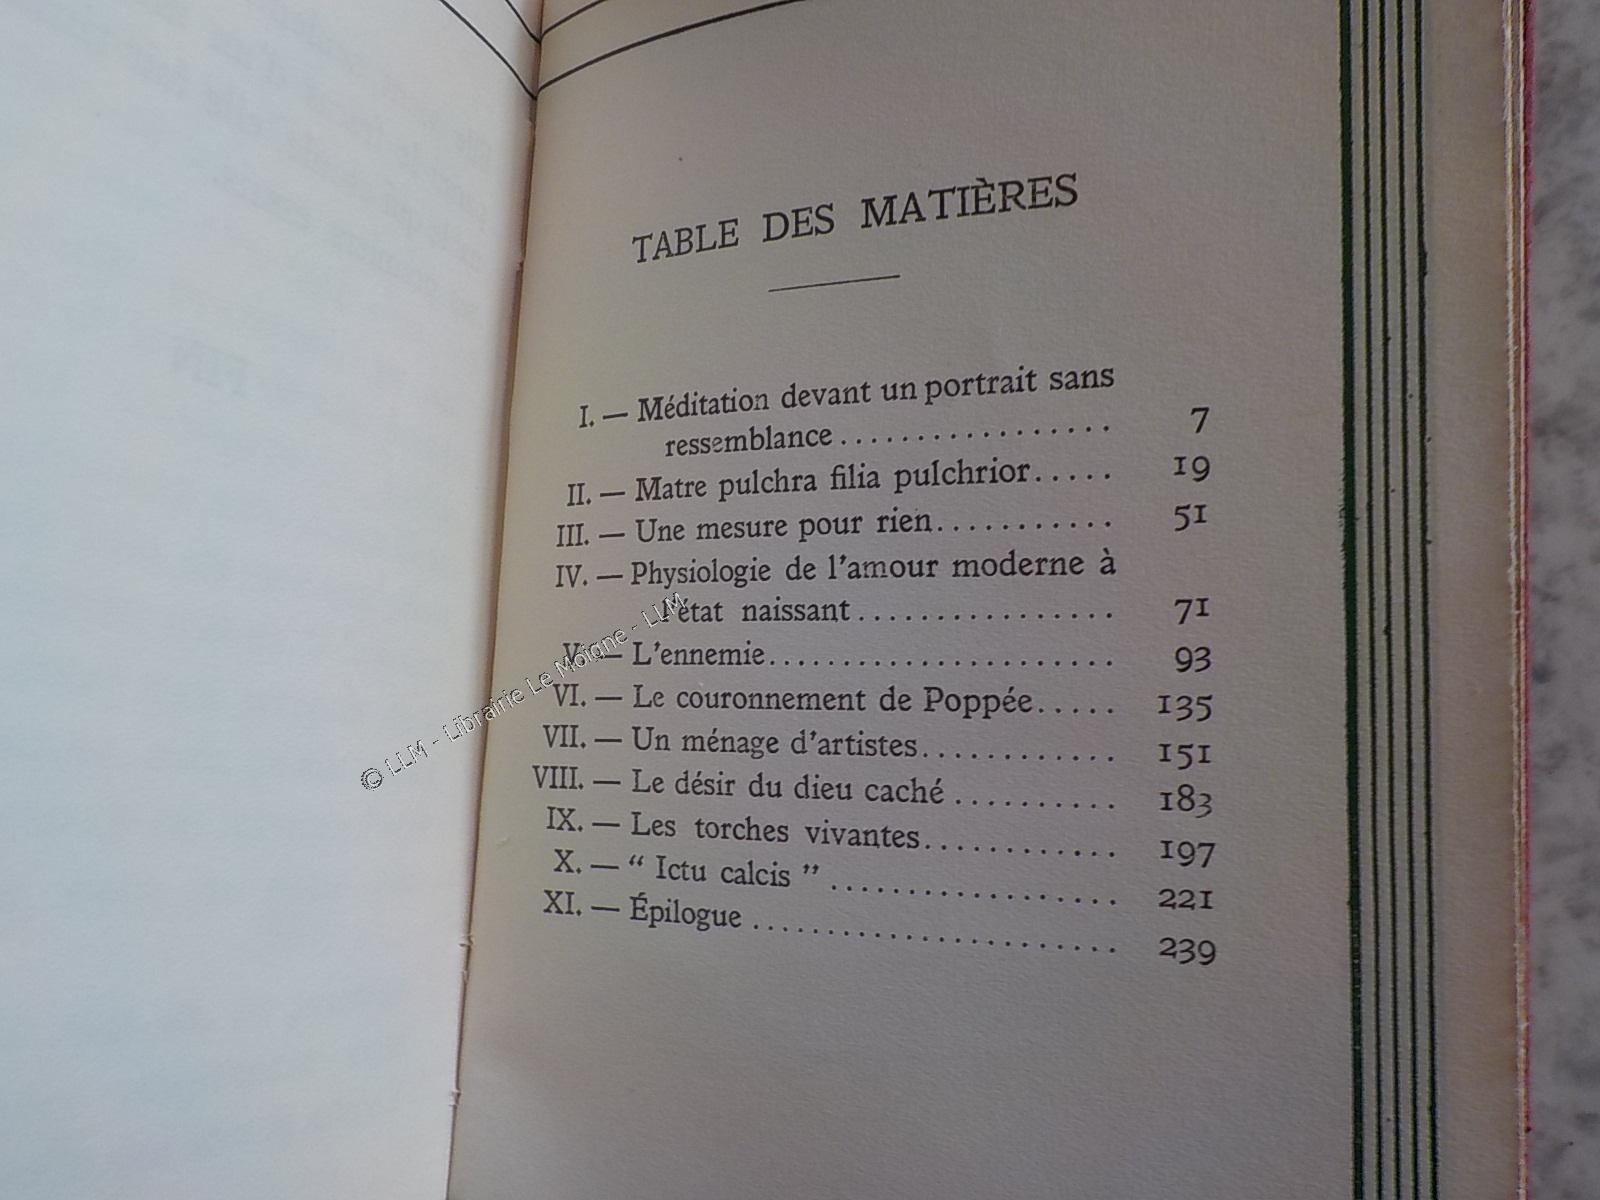 TABLE DES MATIÈRES
I. — Méditation devant un portrait sans
ressemblance.................. 7
II. — Matre pulchra filia pulchrior..... 19
III. — Une mesure pour rien............ 51
IV. — Physiologie de l'amour moderne à
l'état naissant................. 71
V. — L'ennemie....................... 93
VI. — Le couronnement de Poppée..... 135
VII. — Un ménage d'artistes............. 151
VIII. — Le désir du dieu caché........... 183
IX. — Les torches vivantes............. 197
X. — “ Ictu calcis ”................... 221
XI. — Épilogue........................ 239
© LLM - Librairie Le Moigne - LLM
FIN